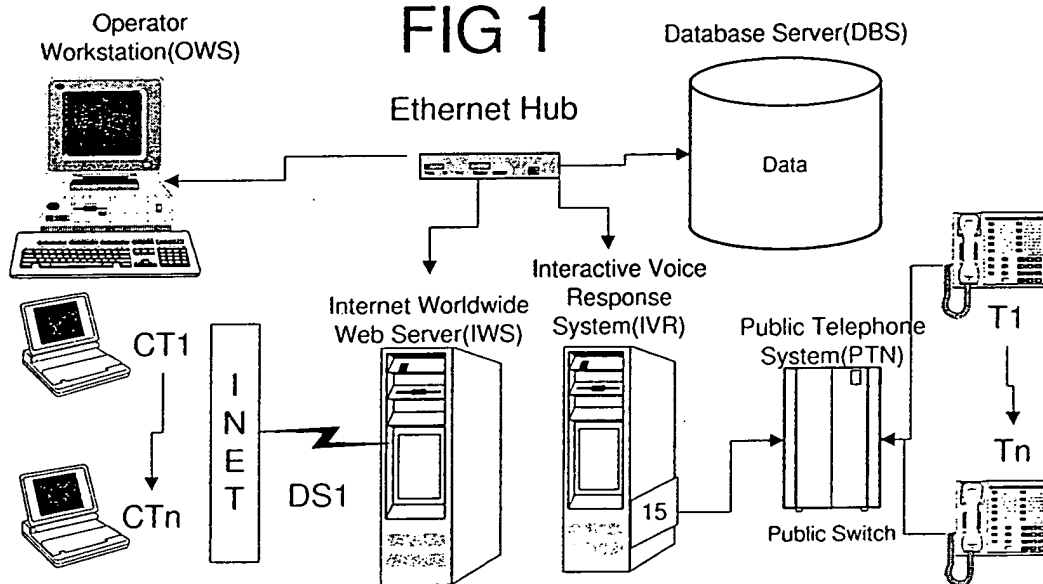 FIG 1
Operator
Workstation(OWS)
Database Server(DBS)
Ethernet Hub
Data
Internet Worldwide
Web Server(IWS)
Interactive Voice
Response
System(IVR)
Public Telephone
System(PTN)
T1
CT1
INET
DS1
CTn
15
Public Switch
Tn